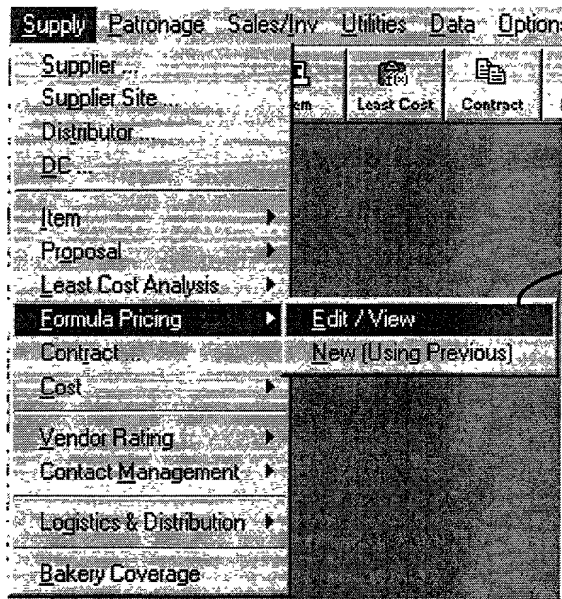 Supply Patronage Sales/Inv Utilities Data Options
Supplier ...
Supplier Site ...
Distributor ...
DC ...
em Least Cost Contract
Item
Proposal
Least Cost Analysis
Formula Pricing
Edit / View
New (Using Previous)
Contract ...
Cost
Vendor Rating
Contact Management
Logistics & Distribution
Bakery Coverage